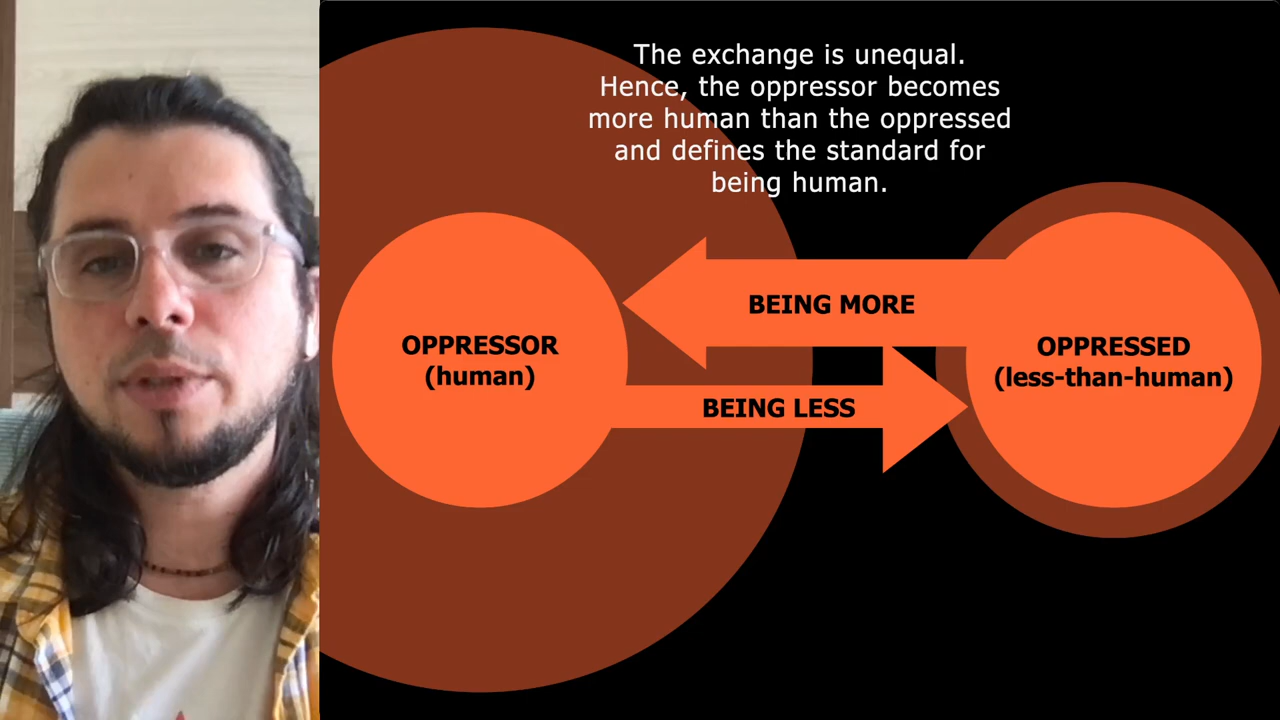 The exchange is unequal.
Hence, the oppressor becomes
more human than the oppressed
and defines the standard for
being human.
BEING MORE
OPPRESSOR
(human)
OPPRESSED
(less-than-human)
BEING LESS